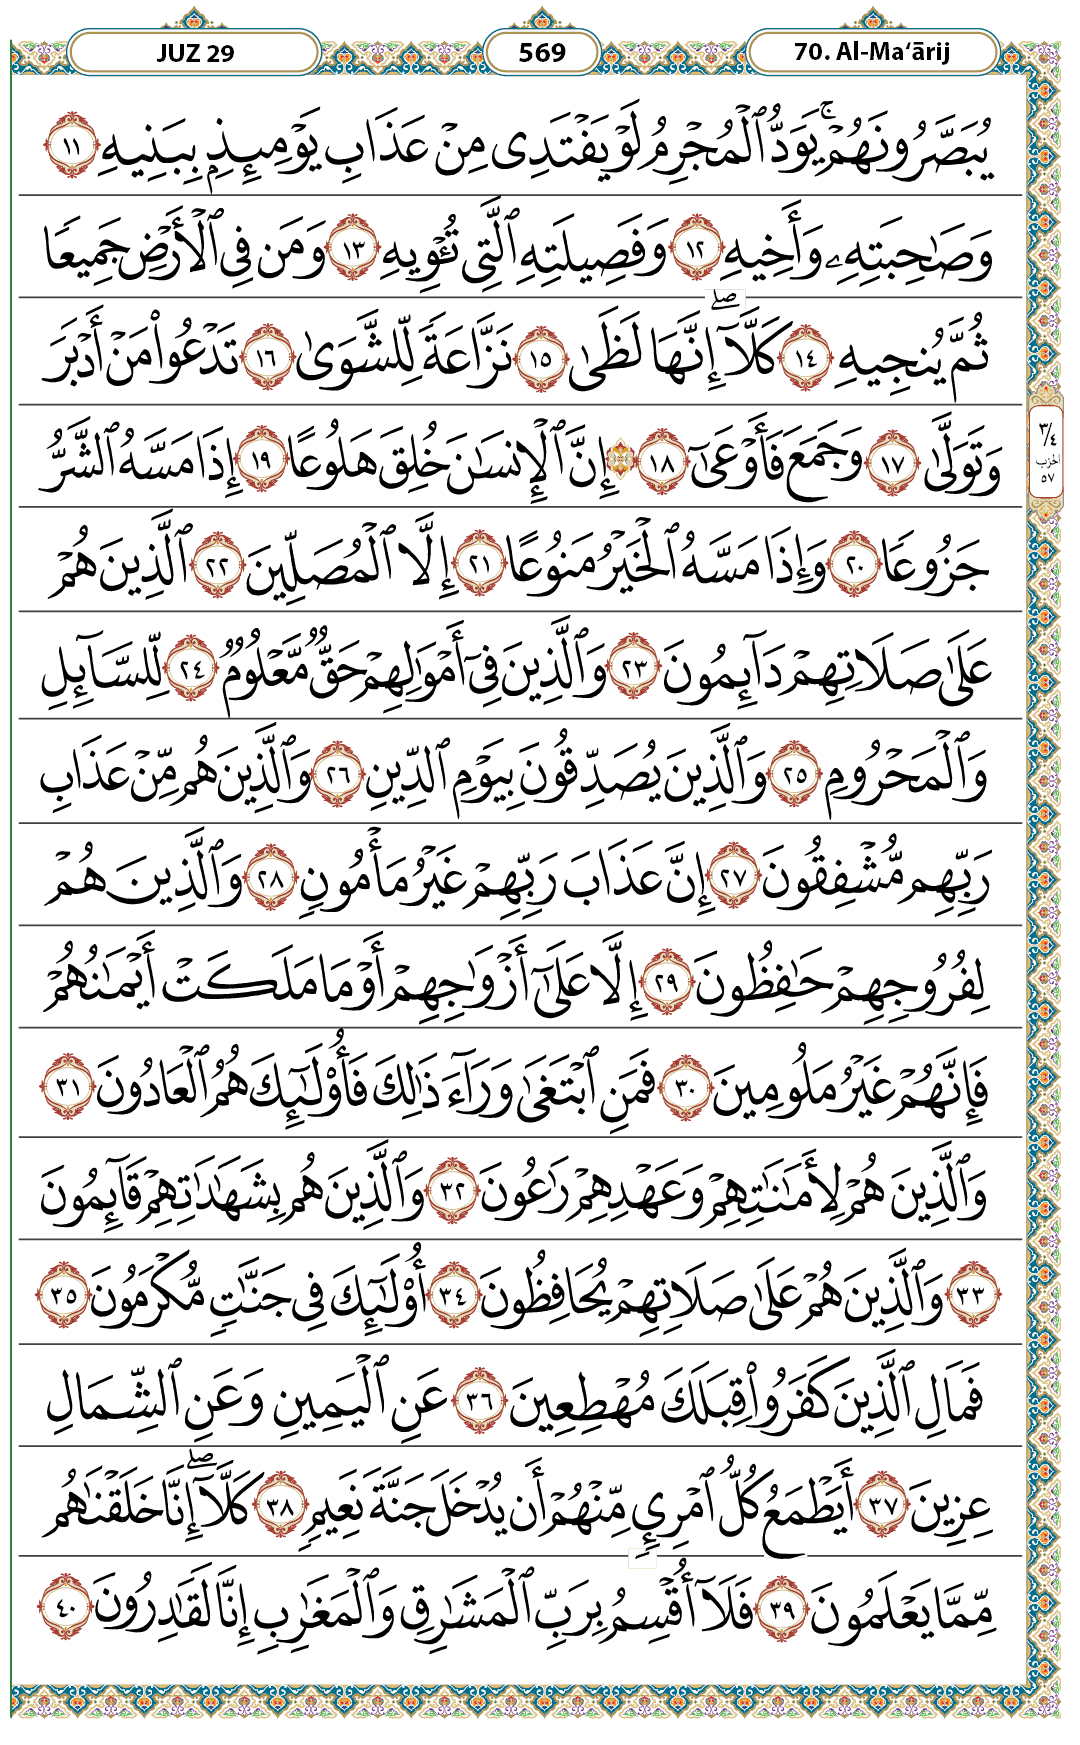 JUZ 29 569 70. Al-Ma‘ārij
يُبَصَّرُونَهُمْۚ يَوَدُّ ٱلْمُجْرِمُ لَوْ يَفْتَدِى مِنْ عَذَابِ يَوْمِئِذِۭ بِبَنِيهِ ١١
وَصَـٰحِبَتِهِۦ وَأَخِيهِ ١٢ وَفَصِيلَتِهِ ٱلَّتِى تُـْٔوِيهِ ١٣ وَمَن فِى ٱلْأَرْضِ جَمِيعًا
ثُمَّ يُنجِيهِ ١٤ كَلَّآۖ إِنَّهَا لَظَىٰ ١٥ نَزَّاعَةً لِّلشَّوَىٰ ١٦ تَدْعُوا۟ مَنْ أَدْبَرَ
وَتَوَلَّىٰ ١٧ وَجَمَعَ فَأَوْعَىٰٓ ١٨ ۞ إِنَّ ٱلْإِنسَـٰنَ خُلِقَ هَلُوعًا ١٩ إِذَا مَسَّهُ ٱلشَّرُّ
٣/٤ الحزب ٥٧
جَزُوعًا ٢٠ وَإِذَا مَسَّهُ ٱلْخَيْرُ مَنُوعًا ٢١ إِلَّا ٱلْمُصَلِّينَ ٢٢ ٱلَّذِينَ هُمْ
عَلَىٰ صَلَاتِهِمْ دَآئِمُونَ ٢٣ وَٱلَّذِينَ فِىٓ أَمْوَٰلِهِمْ حَقٌّ مَّعْلُومٌ ٢٤ لِّلسَّآئِلِ
وَٱلْمَحْرُومِ ٢٥ وَٱلَّذِينَ يُصَدِّقُونَ بِيَوْمِ ٱلدِّينِ ٢٦ وَٱلَّذِينَ هُم مِّنْ عَذَابِ
رَبِّهِم مُّشْفِقُونَ ٢٧ إِنَّ عَذَابَ رَبِّهِمْ غَيْرُ مَأْمُونٍ ٢٨ وَٱلَّذِينَ هُمْ
لِفُرُوجِهِمْ حَـٰفِظُونَ ٢٩ إِلَّا عَلَىٰٓ أَزْوَٰجِهِمْ أَوْ مَا مَلَكَتْ أَيْمَـٰنُهُمْ
فَإِنَّهُمْ غَيْرُ مَلُومِينَ ٣٠ فَمَنِ ٱبْتَغَىٰ وَرَآءَ ذَٰلِكَ فَأُو۟لَـٰٓئِكَ هُمُ ٱلْعَادُونَ ٣١
وَٱلَّذِينَ هُمْ لِأَمَـٰنَـٰتِهِمْ وَعَهْدِهِمْ رَٰعُونَ ٣٢ وَٱلَّذِينَ هُم بِشَهَـٰدَٰتِهِمْ قَآئِمُونَ
٣٣ وَٱلَّذِينَ هُمْ عَلَىٰ صَلَاتِهِمْ يُحَافِظُونَ ٣٤ أُو۟لَـٰٓئِكَ فِى جَنَّـٰتٍ مُّكْرَمُونَ ٣٥
فَمَالِ ٱلَّذِينَ كَفَرُوا۟ قِبَلَكَ مُهْطِعِينَ ٣٦ عَنِ ٱلْيَمِينِ وَعَنِ ٱلشِّمَالِ
عِزِينَ ٣٧ أَيَطْمَعُ كُلُّ ٱمْرِئٍ مِّنْهُمْ أَن يُدْخَلَ جَنَّةَ نَعِيمٍ ٣٨ كَلَّآۖ إِنَّا خَلَقْنَـٰهُم
مِّمَّا يَعْلَمُونَ ٣٩ فَلَآ أُقْسِمُ بِرَبِّ ٱلْمَشَـٰرِقِ وَٱلْمَغَـٰرِبِ إِنَّا لَقَـٰدِرُونَ ٤٠